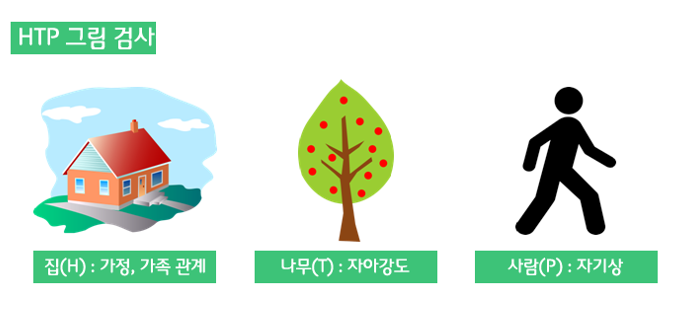 HTP 그림 검사
집(H) : 가정, 가족 관계
나무(T) : 자아강도
사람(P) : 자기상